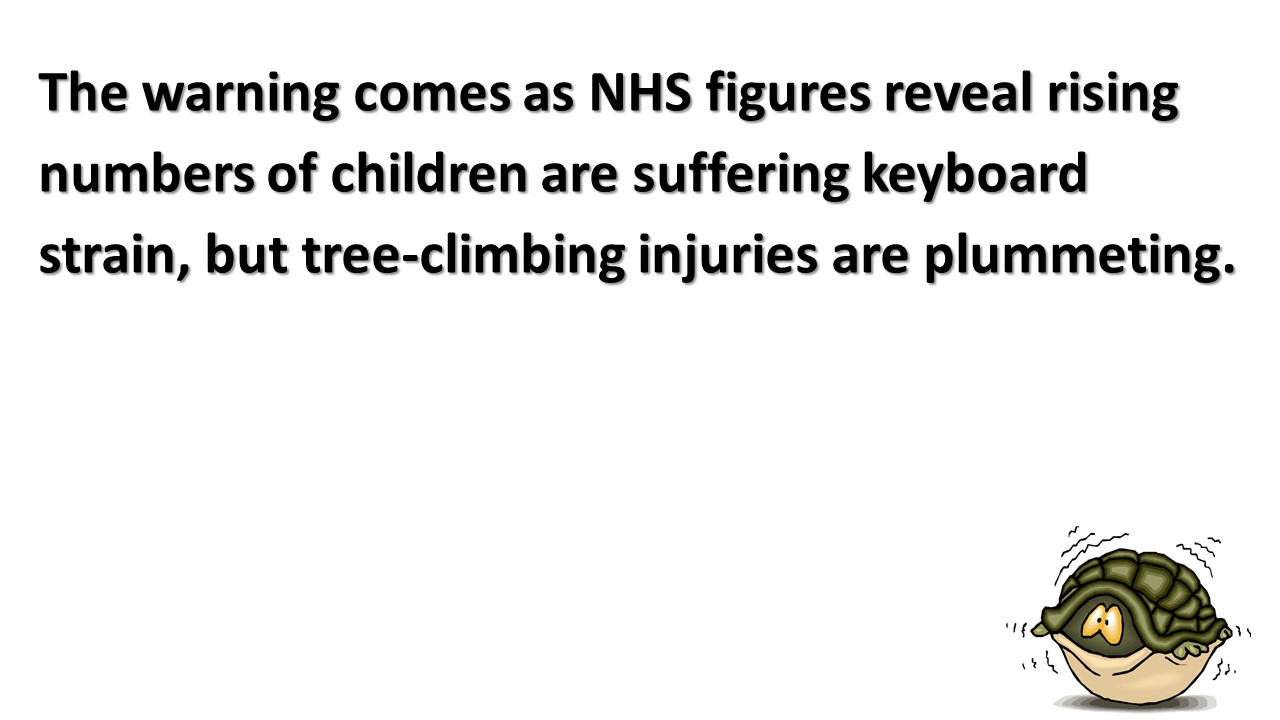 The warning comes as NHS figures reveal rising
numbers of children are suffering keyboard
strain, but tree-climbing injuries are plummeting.